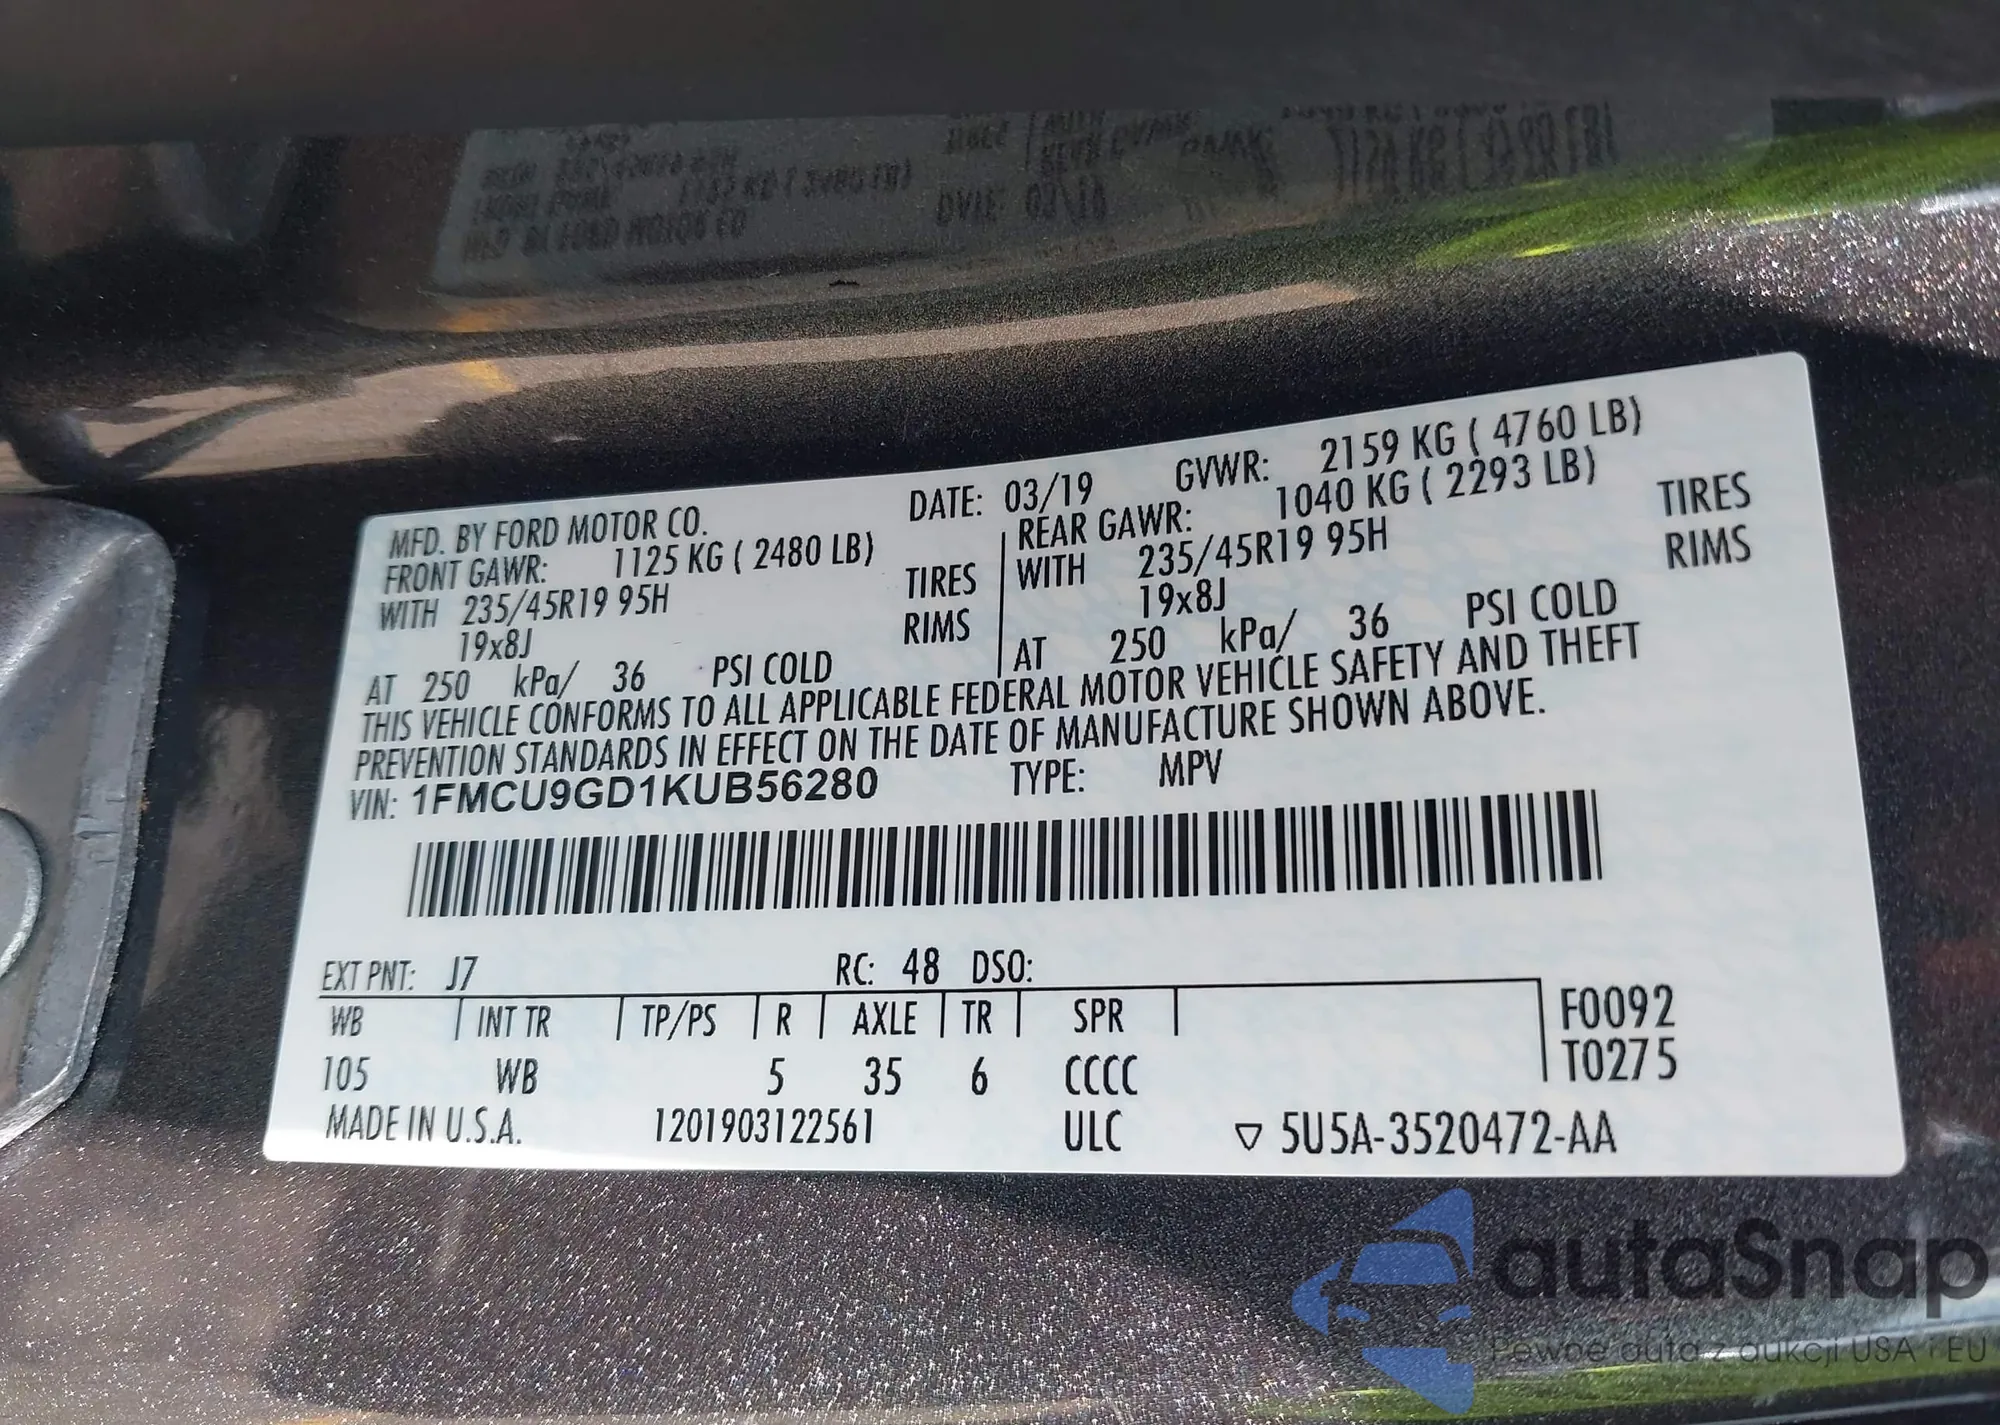 MFD. BY FORD MOTOR CO. DATE: 03/19 GVWR: 2159 KG ( 4760 LB)
FRONT GAWR: 1125 KG ( 2480 LB) REAR GAWR: 1040 KG ( 2293 LB)
WITH 235/45R19 95H TIRES WITH 235/45R19 95H TIRES
19x8J RIMS 19x8J RIMS
AT 250 kPa/ 36 PSI COLD AT 250 kPa/ 36 PSI COLD
THIS VEHICLE CONFORMS TO ALL APPLICABLE FEDERAL MOTOR VEHICLE SAFETY AND THEFT
PREVENTION STANDARDS IN EFFECT ON THE DATE OF MANUFACTURE SHOWN ABOVE.
VIN: 1FMCU9GD1KUB56280 TYPE: MPV
EXT PNT: J7 RC: 48 DSO:
WB INT TR TP/PS R AXLE TR SPR F0092
105 WB 5 35 6 CCCC T0275
MADE IN U.S.A. 1201903122561 ULC ▽ 5U5A-3520472-AA
autaSnap
Pewne auta z aukcji USA i EU